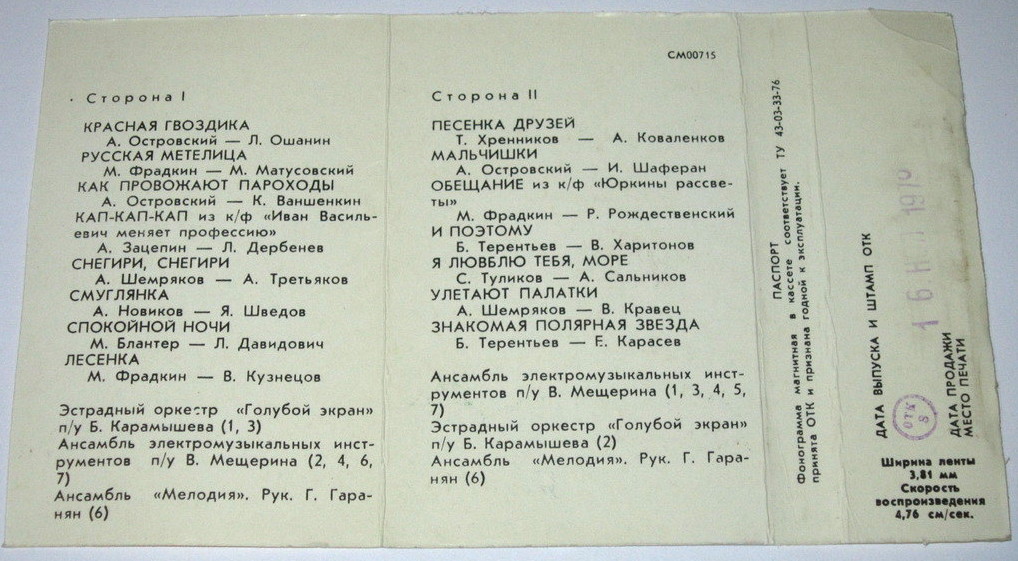 СМ00715
Сторона I
КРАСНАЯ ГВОЗДИКА
А. Островский — Л. Ошанин
РУССКАЯ МЕТЕЛИЦА
М. Фрадкин — М. Матусовский
КАК ПРОВОЖАЮТ ПАРОХОДЫ
А. Островский — К. Ваншенкин
КАП-КАП-КАП из к/ф «Иван Василь-
евич меняет профессию»
А. Зацепин — Л. Дербенев
СНЕГИРИ, СНЕГИРИ
А. Шемряков — А. Третьяков
СМУГЛЯНКА
А. Новиков — Я. Шведов
СПОКОЙНОЙ НОЧИ
М. Блантер — Л. Давидович
ЛЕСЕНКА
М. Фрадкин — В. Кузнецов
Эстрадный оркестр «Голубой экран»
п/у Б. Карамышева (1, 3)
Ансамбль электромузыкальных инст-
рументов п/у В. Мещерина (2, 4, 6,
7)
Ансамбль «Мелодия». Рук. Г. Гара-
нян (6)
Сторона II
ПЕСЕНКА ДРУЗЕЙ
Т. Хренников — А. Коваленков
МАЛЬЧИШКИ
А. Островский — И. Шаферан
ОБЕЩАНИЕ из к/ф «Юркины рассве-
ты»
М. Фрадкин — Р. Рождественский
И ПОЭТОМУ
Б. Терентьев — В. Харитонов
Я ЛЮВБЛЮ ТЕБЯ, МОРЕ
С. Туликов — А. Сальников
УЛЕТАЮТ ПАЛАТКИ
А. Шемряков — В. Кравец
ЗНАКОМАЯ ПОЛЯРНАЯ ЗВЕЗДА
Б. Терентьев — Е. Карасев
Ансамбль электромузыкальных инст-
рументов п/у В. Мещерина (1, 3, 4, 5,
7)
Эстрадный оркестр «Голубой экран»
п/у Б. Карамышева (2)
Ансамбль «Мелодия». Рук. Г. Гара-
нян (6)
ПАСПОРТ
Фонограмма магнитная в кассете соответствует ТУ 43-03-33-76
принята ОТК и признана годной к эксплуатации.
ДАТА ВЫПУСКА И ШТАМП ОТК
ОТК
8
ДАТА ПРОДАЖИ
МЕСТО ПЕЧАТИ
Ширина ленты
3,81 мм
Скорость
воспроизведения
4,76 см/сек.